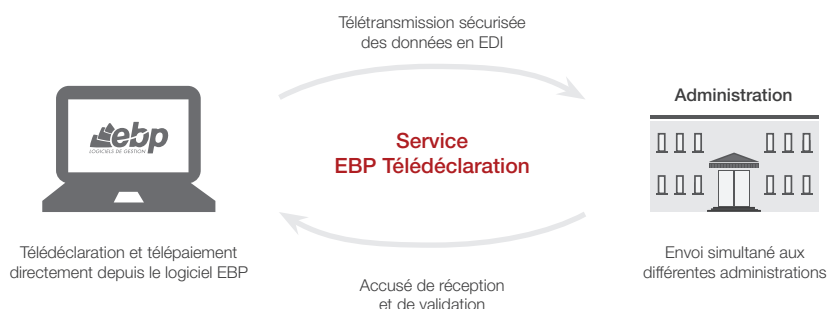 Télétransmission sécurisée
des données en EDI
Administration
ebp
LOGICIELS DE GESTION
Service
EBP Télédéclaration
Télédéclaration et télépaiement
directement depuis le logiciel EBP
Envoi simultané aux
différentes administrations
Accusé de réception
et de validation